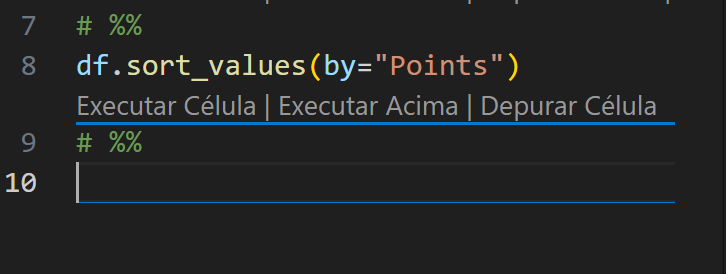 7 # %%
8 df.sort_values(by="Points")
Executar Célula | Executar Acima | Depurar Célula
9 # %%
10